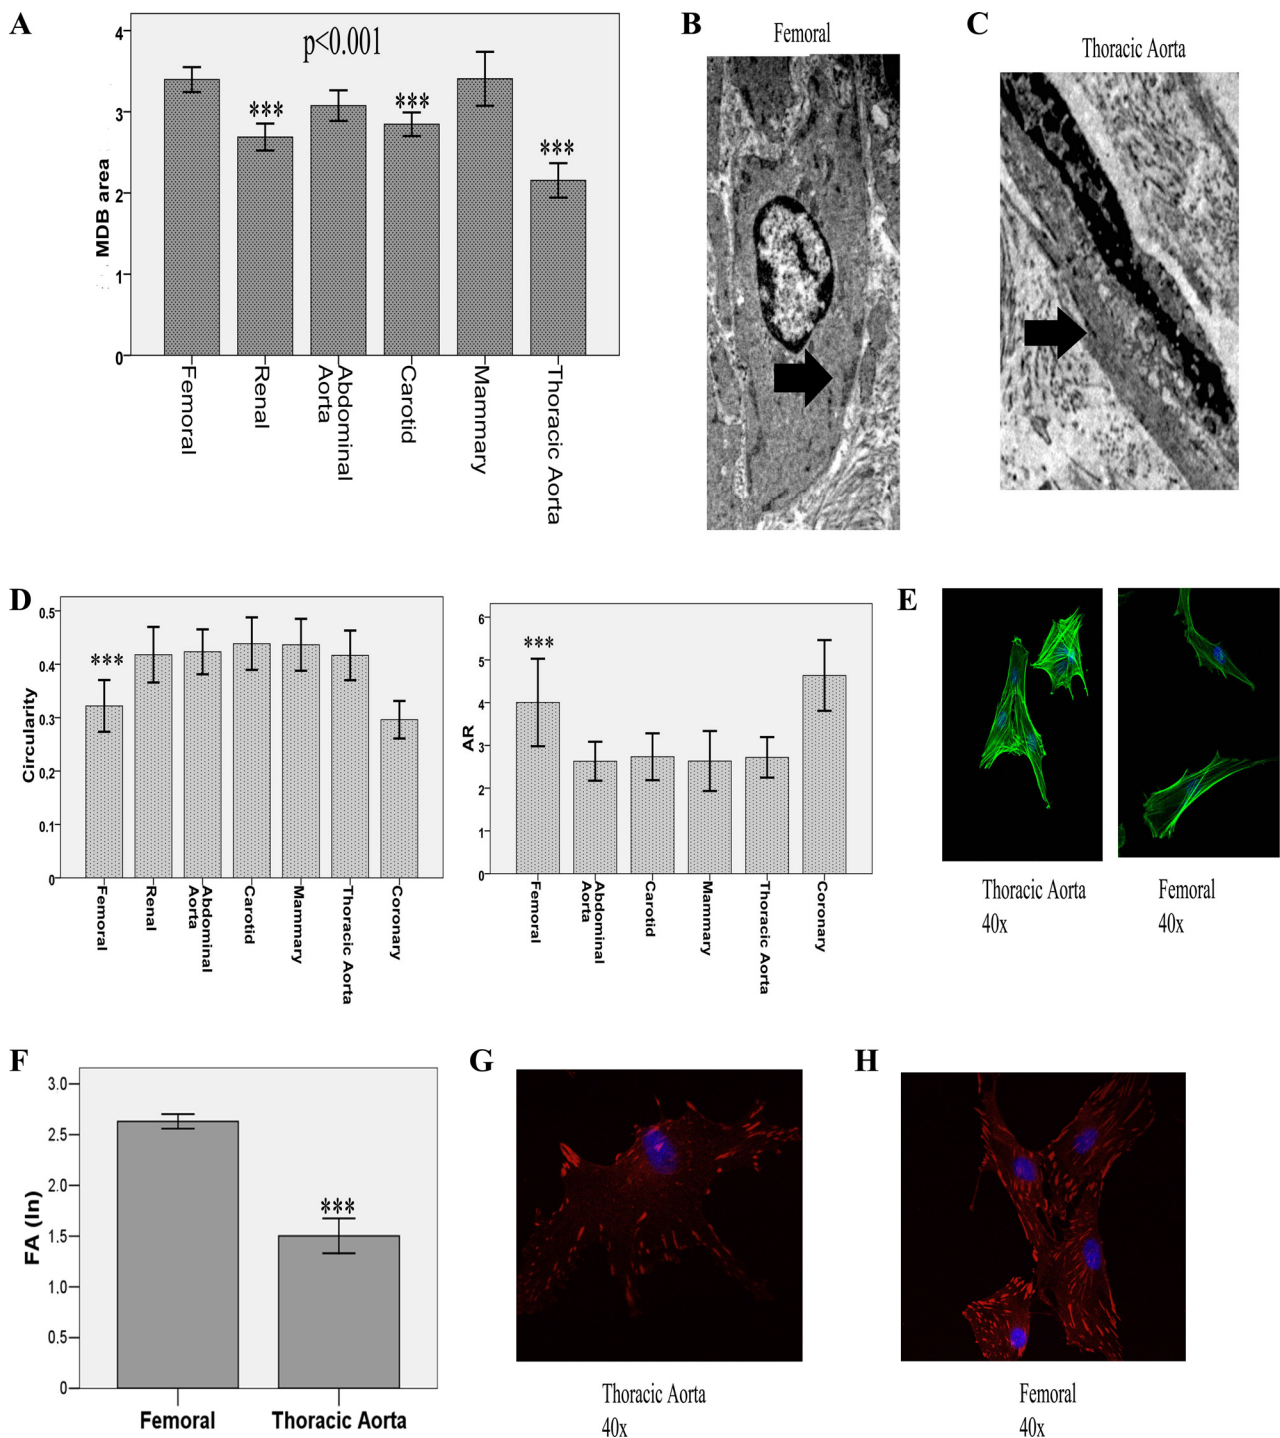 A
MDB area
4
3
2
1
0
p<0.001
***
***
***
Femoral
Renal
Abdominal
Aorta
Carotid
Mammary
Thoracic Aorta
B
Femoral
C
Thoracic Aorta
D
Circularity
0.5
0.4
0.3
0,2
0.1
0
***
Femoral
Renal
Abdominal
Aorta
Carotid
Mammary
Thoracic Aorta
Coronary
AR
6
5
4
3
2
1
0
***
Femoral
Abdominal
Aorta
Carotid
Mammary
Thoracic Aorta
Coronary
E
Thoracic Aorta
40x
Femoral
40x
F
FA (ln)
3.0
2.5
2.0
1.5
1.0
0.5
0
***
Femoral
Thoracic Aorta
G
Thoracic Aorta
40x
H
Femoral
40x